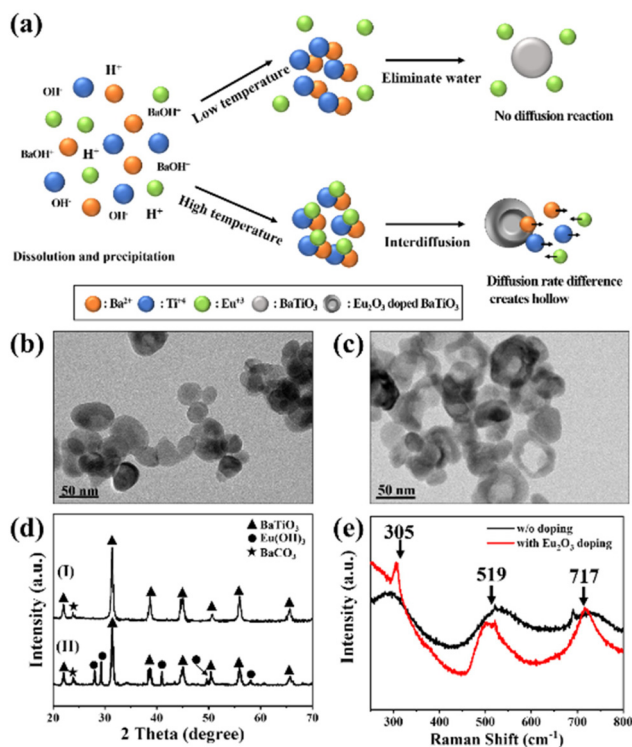 (a)
OH-
H+
BaOH+
BaOH+
H+
BaOH+
OH-
OH-
H+
Dissolution and precipitation
Low temperature
Eliminate water
No diffusion reaction
High temperature
Interdiffusion
Diffusion rate difference
creates hollow
: Ba2+ : Ti+4 : Eu+3 : BaTiO3 : Eu2O3 doped BaTiO3
(b)
50 nm
(c)
50 nm
(d)
▲ BaTiO3
● Eu(OH)3
★ BaCO3
(I)
(II)
Intensity (a.u.)
20 30 40 50 60 70
2 Theta (degree)
(e)
w/o doping
with Eu2O3 doping
305
519
717
Intensity (a.u.)
300 400 500 600 700 800
Raman Shift (cm-1)